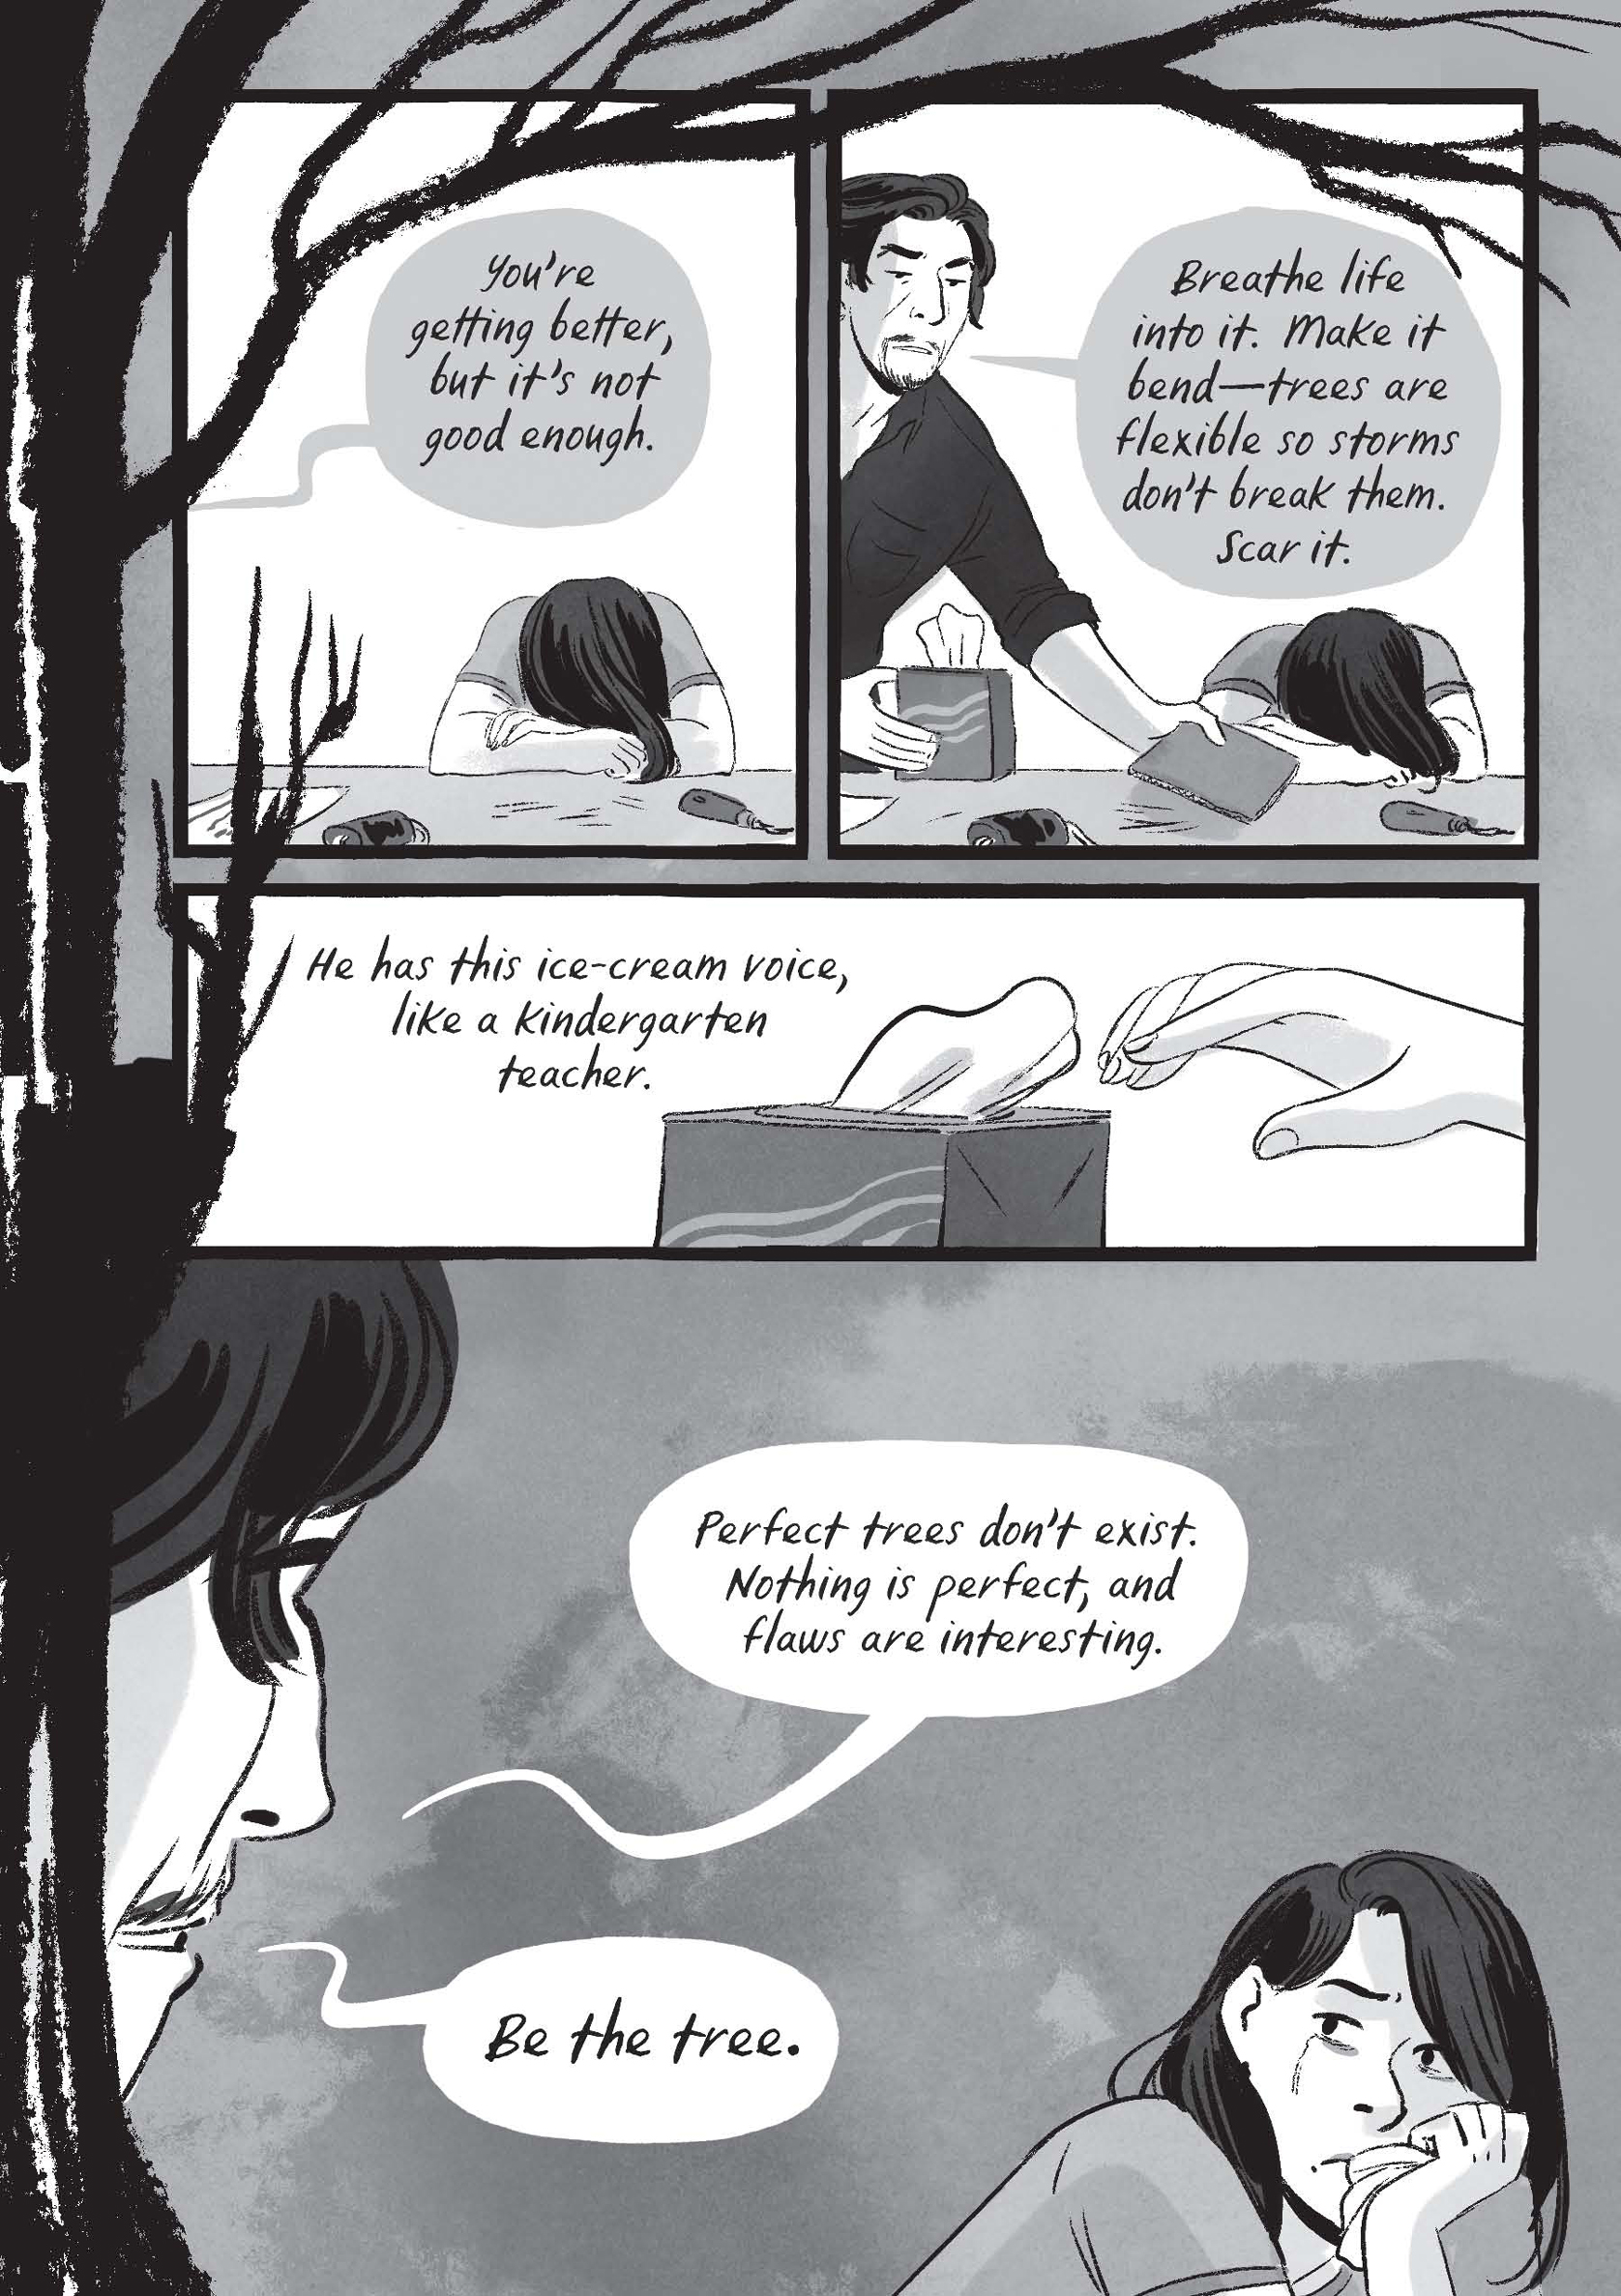 You're
getting better,
but it's not
good enough.
Breathe life
into it. Make it
bend—trees are
flexible so storms
don't break them.
Scar it.
He has this ice-cream voice,
like a kindergarten
teacher.
Perfect trees don't exist.
Nothing is perfect, and
flaws are interesting.
Be the tree.